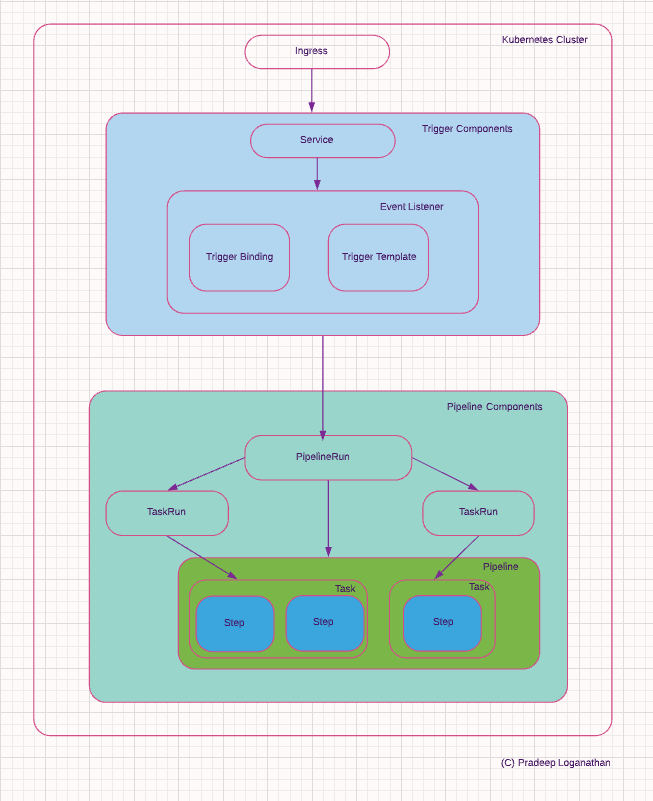 Kubernetes Cluster
Ingress
Trigger Components
Service
Event Listener
Trigger Binding
Trigger Template
Pipeline Components
PipelineRun
TaskRun
TaskRun
Pipeline
Task
Task
Step
Step
Step
(C) Pradeep Loganathan